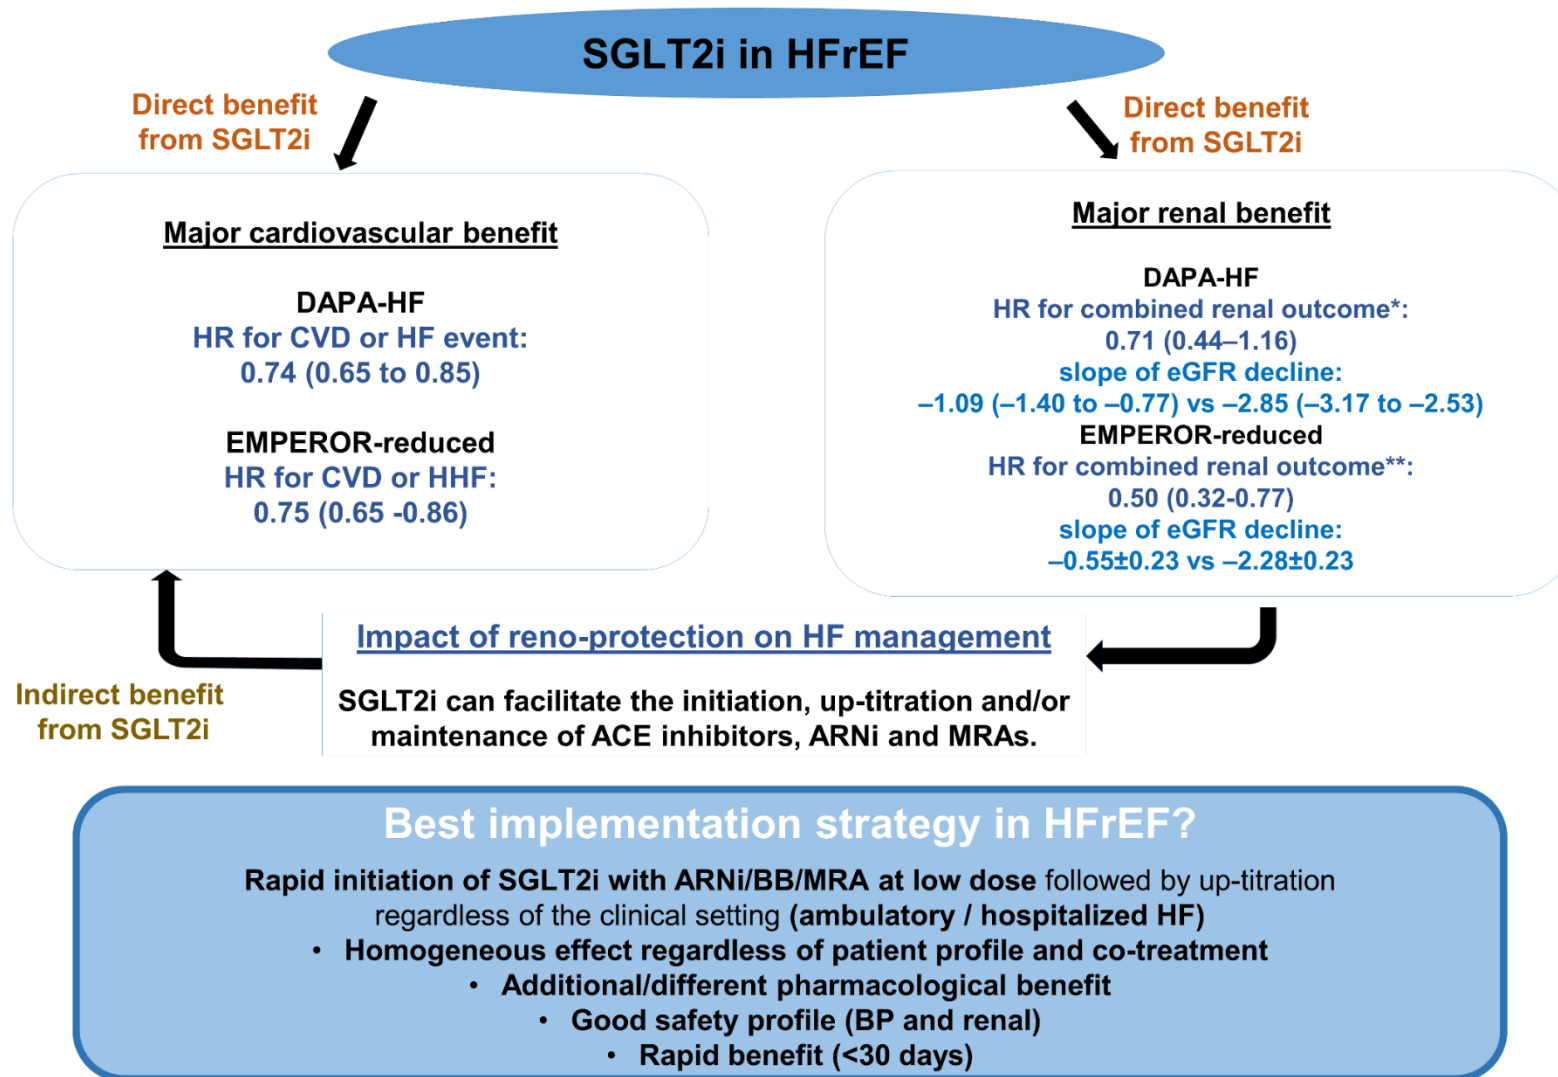 SGLT2i in HFrEF
Direct benefit
from SGLT2i
Direct benefit
from SGLT2i
Major cardiovascular benefit
DAPA-HF
HR for CVD or HF event:
0.74 (0.65 to 0.85)
EMPEROR-reduced
HR for CVD or HHF:
0.75 (0.65 -0.86)
Major renal benefit
DAPA-HF
HR for combined renal outcome*:
0.71 (0.44–1.16)
slope of eGFR decline:
–1.09 (–1.40 to –0.77) vs –2.85 (–3.17 to –2.53)
EMPEROR-reduced
HR for combined renal outcome**:
0.50 (0.32-0.77)
slope of eGFR decline:
–0.55±0.23 vs –2.28±0.23
Impact of reno-protection on HF management
SGLT2i can facilitate the initiation, up-titration and/or
maintenance of ACE inhibitors, ARNi and MRAs.
Indirect benefit
from SGLT2i
Best implementation strategy in HFrEF?
Rapid initiation of SGLT2i with ARNi/BB/MRA at low dose followed by up-titration
regardless of the clinical setting (ambulatory / hospitalized HF)
• Homogeneous effect regardless of patient profile and co-treatment
• Additional/different pharmacological benefit
• Good safety profile (BP and renal)
• Rapid benefit (<30 days)